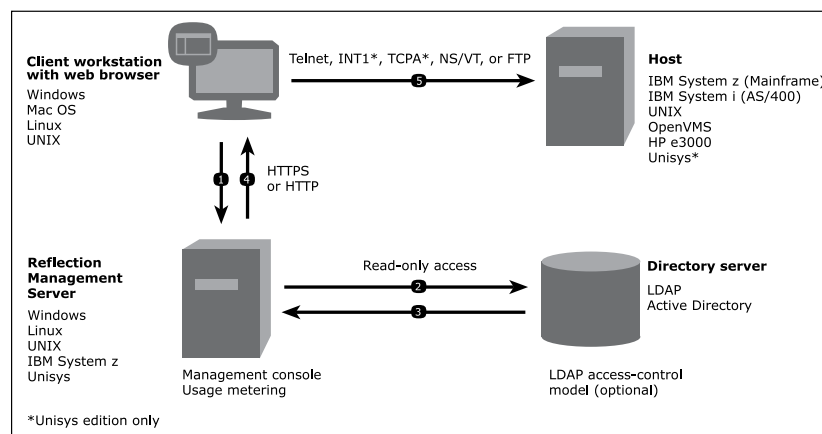 Client workstation
with web browser
Windows
Mac OS
Linux
UNIX
Telnet, INT1*, TCPA*, NS/VT, or FTP
5
Host
IBM System z (Mainframe)
IBM System i (AS/400)
UNIX
OpenVMS
HP e3000
Unisys*
1
4
HTTPS
or HTTP
Reflection
Management
Server
Windows
Linux
UNIX
IBM System z
Unisys
Read-only access
2
3
Directory server
LDAP
Active Directory
Management console
Usage metering
LDAP access-control
model (optional)
*Unisys edition only